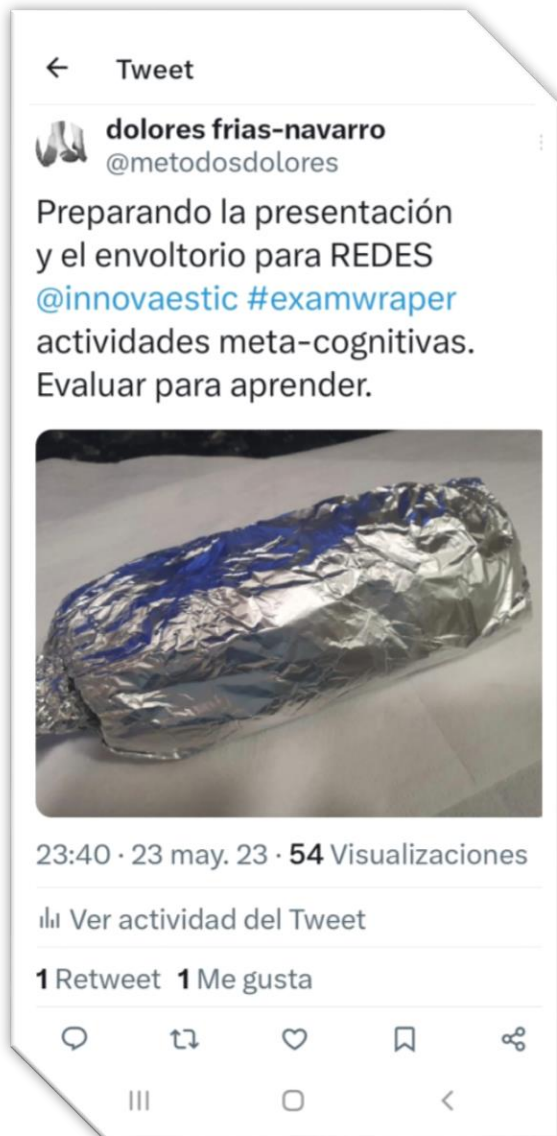 Tweet
dolores frias-navarro
@metodosdolores
Preparando la presentación
y el envoltorio para REDES
@innovaestic #examwraper
actividades meta-cognitivas.
Evaluar para aprender.
23:40 · 23 may. 23 · 54 Visualizaciones
Ver actividad del Tweet
1 Retweet 1 Me gusta